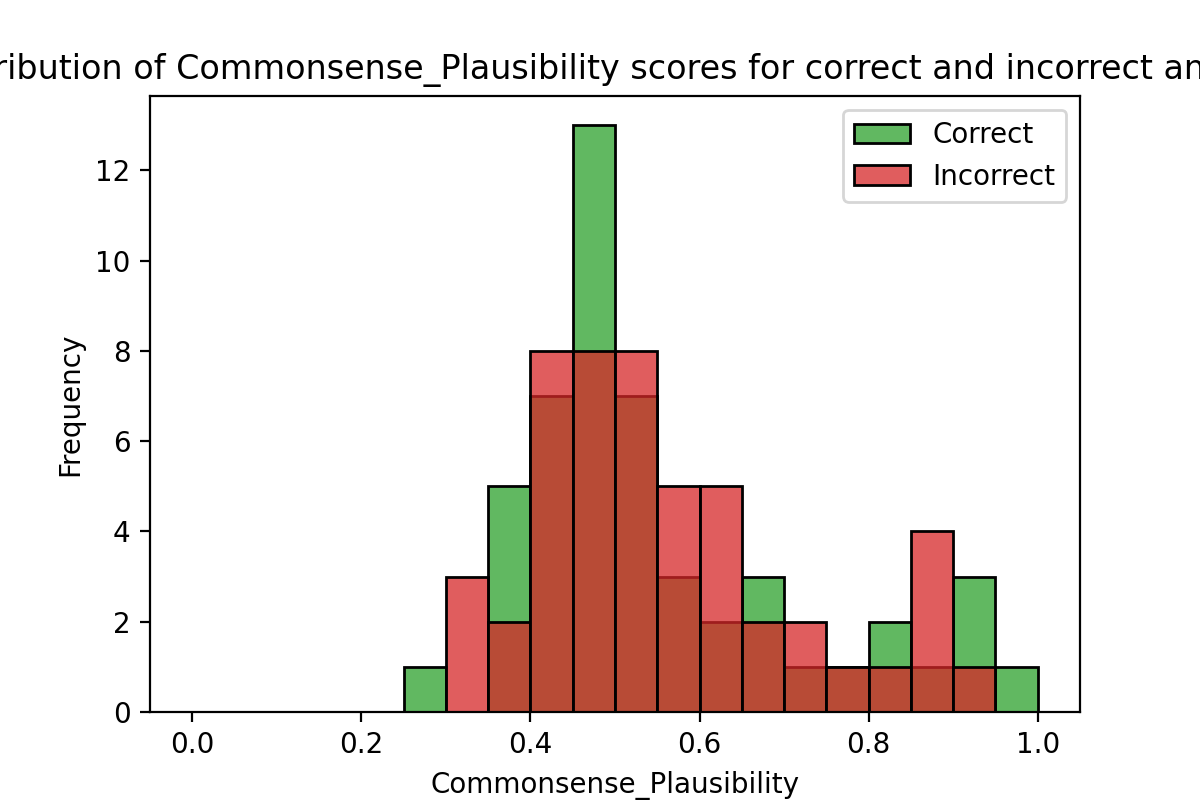 ribution of Commonsense_Plausibility scores for correct and incorrect an
Correct
Incorrect
12
10
8
6
4
2
0
Frequency
0.0 0.2 0.4 0.6 0.8 1.0
Commonsense_Plausibility